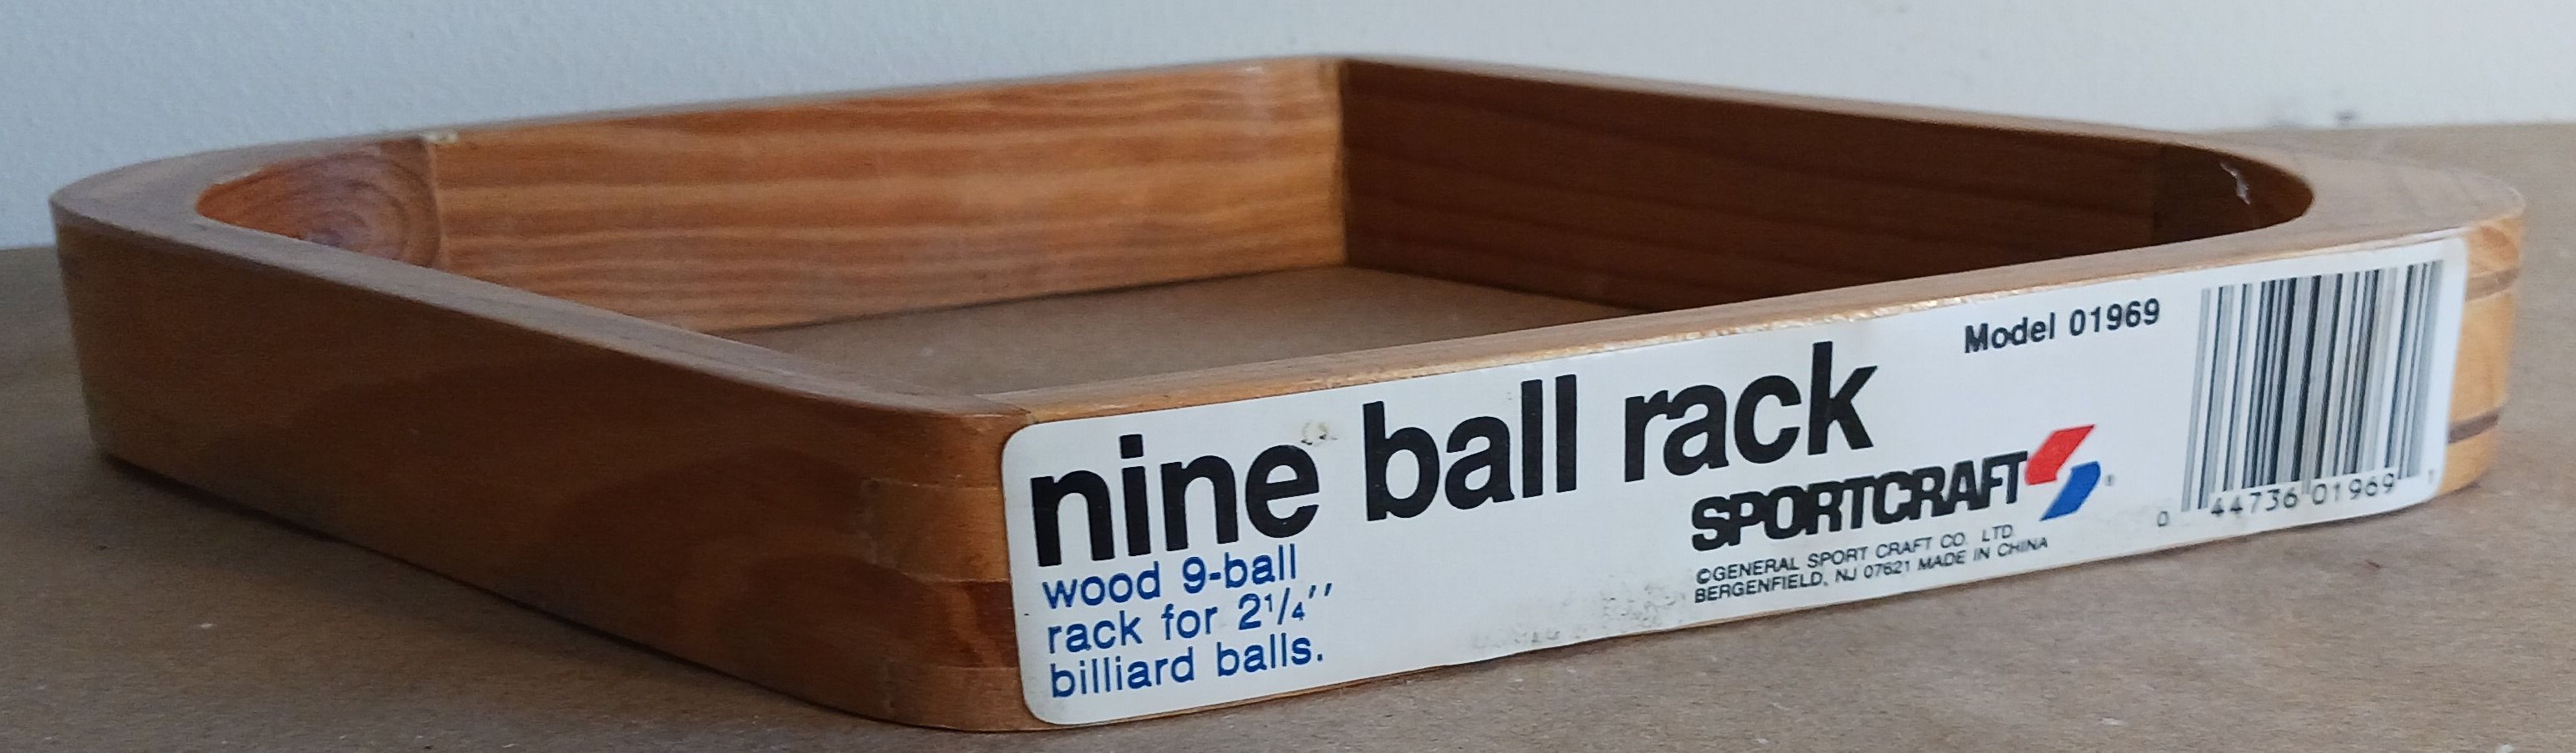 nine ball rack
Model 01969
wood 9-ball
rack for 2¹/₄''
billiard balls.
SPORTCRAFT®
©GENERAL SPORT CRAFT CO. LTD.
BERGENFIELD, NJ 07621 MADE IN CHINA
0 44736 01969 1